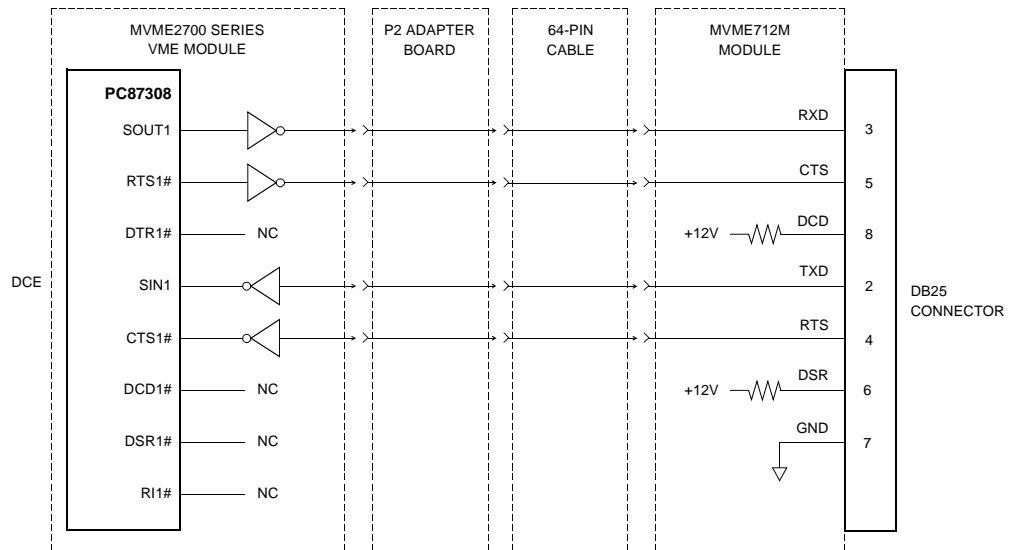 MVME2700 SERIES
VME MODULE
P2 ADAPTER
BOARD
64-PIN
CABLE
MVME712M
MODULE
PC87308
SOUT1
RXD
3
RTS1#
CTS
5
DTR1#
NC
+12V
DCD
8
DCE
SIN1
TXD
2
DB25
CONNECTOR
CTS1#
RTS
4
DCD1#
NC
+12V
DSR
6
DSR1#
NC
GND
7
RI1#
NC